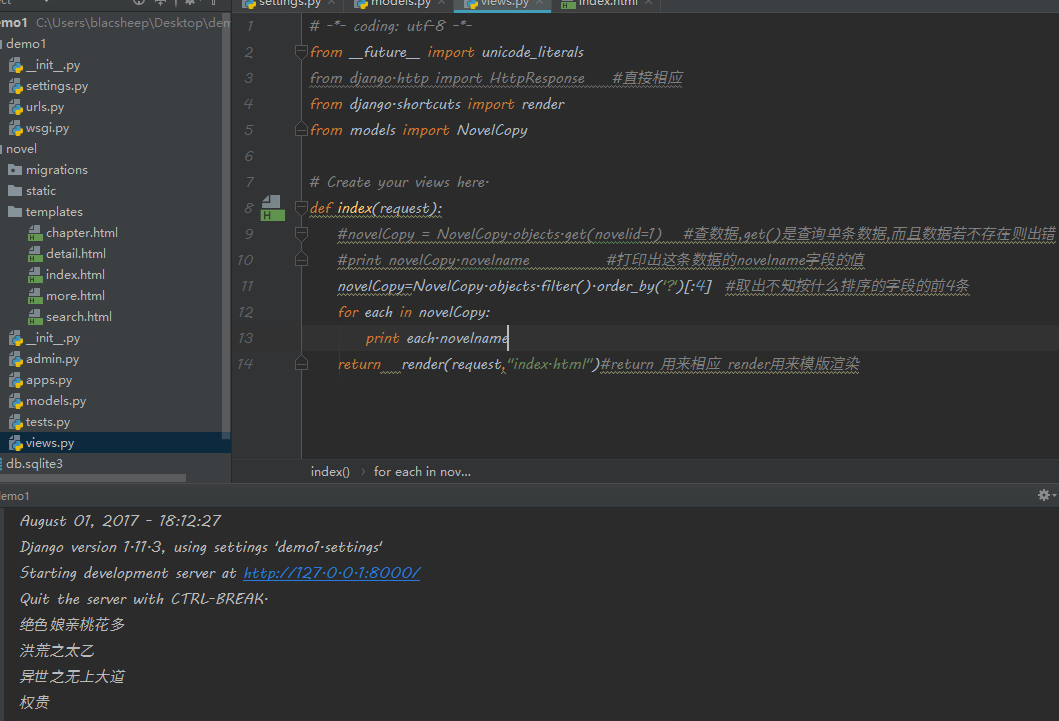 settings.py models.py views.py index.html
demo1 C:\Users\blacsheep\Desktop\dem
demo1
__init__.py
settings.py
urls.py
wsgi.py
novel
migrations
static
templates
chapter.html
detail.html
index.html
more.html
search.html
__init__.py
admin.py
apps.py
models.py
tests.py
views.py
db.sqlite3
1 # -*- coding: utf-8 -*-
2 from __future__ import unicode_literals
3 from django.http import HttpResponse #直接相应
4 from django.shortcuts import render
5 from models import NovelCopy
6
7 # Create your views here.
8 def index(request):
9 #novelCopy = NovelCopy.objects.get(novelid=1) #查数据,get()是查询单条数据,而且数据若不存在则出错
10 #print novelCopy.novelname #打印出这条数据的novelname字段的值
11 novelCopy=NovelCopy.objects.filter().order_by('?')[:4] #取出不知按什么排序的字段的前4条
12 for each in novelCopy:
13 print each.novelname
14 return render(request,"index.html")#return 用来相应 render用来模版渲染
index() › for each in nov...
demo1
August 01, 2017 - 18:12:27
Django version 1.11.3, using settings 'demo1.settings'
Starting development server at http://127.0.0.1:8000/
Quit the server with CTRL-BREAK.
绝色娘亲桃花多
洪荒之太乙
异世之无上大道
权贵